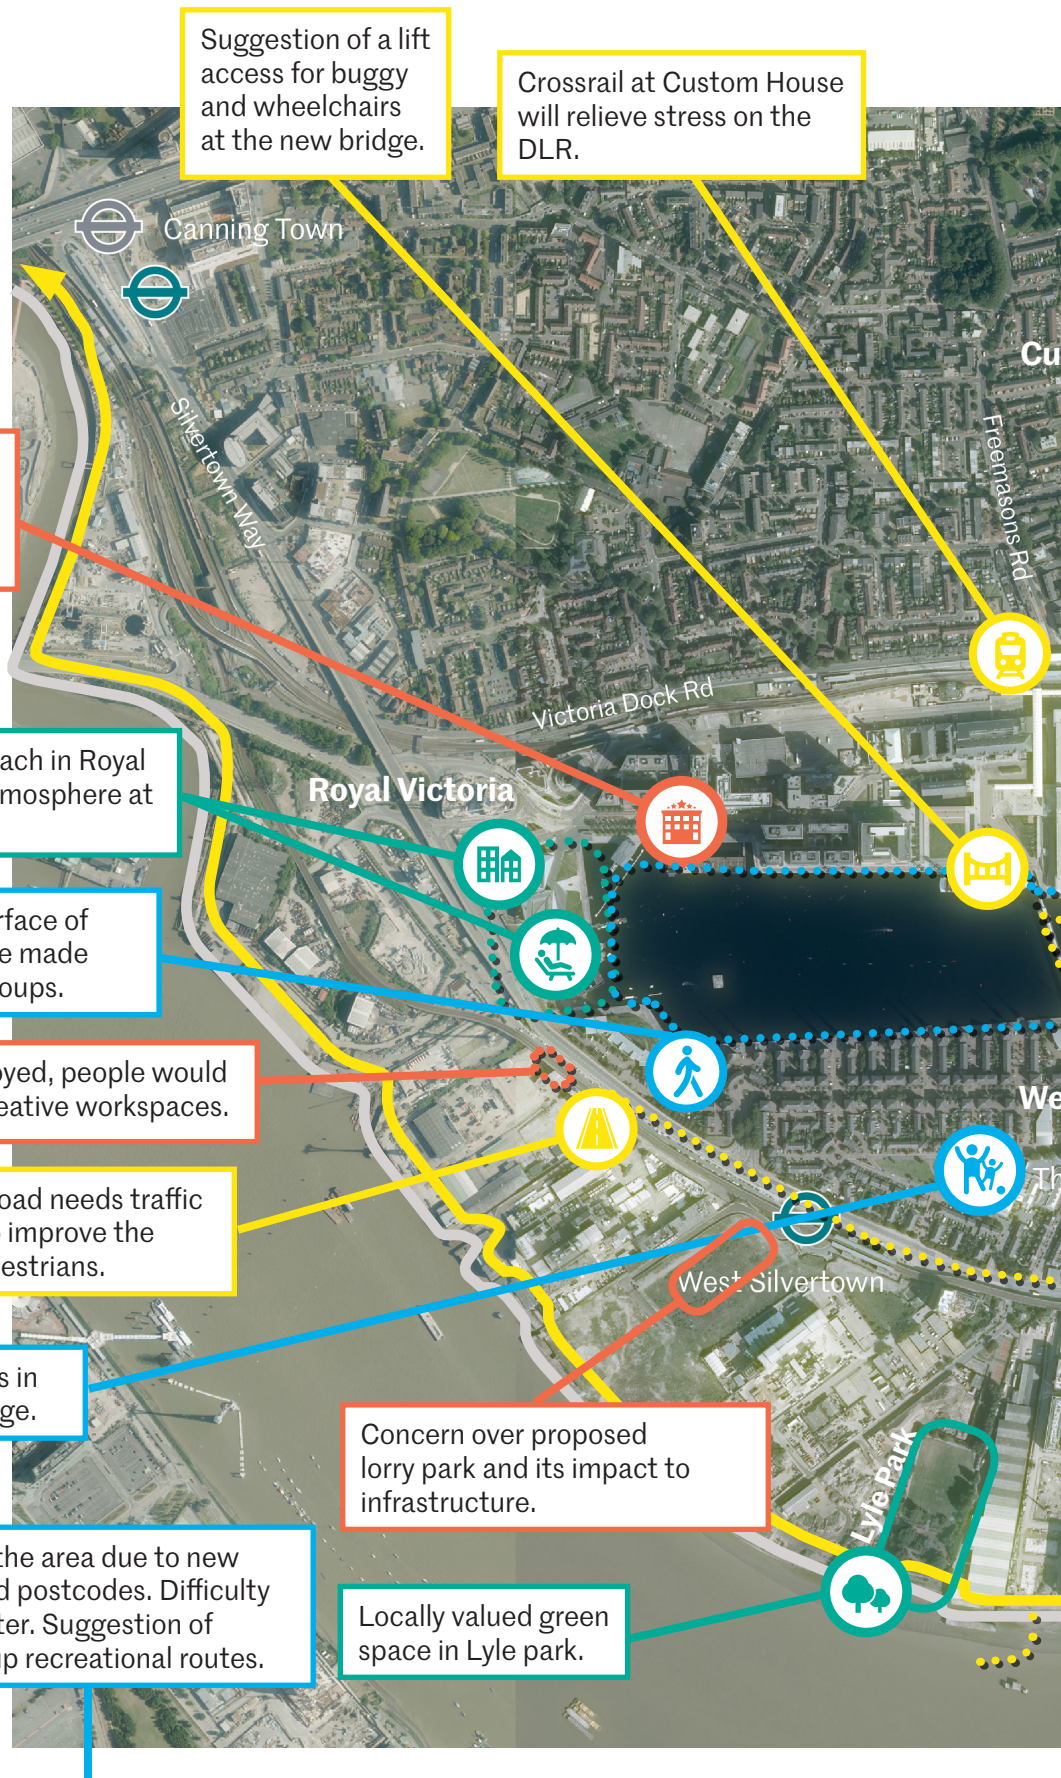 Suggestion of a lift
access for buggy
and wheelchairs
at the new bridge.
Crossrail at Custom House
will relieve stress on the
DLR.
Canning Town
Silvertown Way
Cu
Freemasons Rd
Victoria Dock Rd
Royal Victoria
ach in Royal
mosphere at
rface of
e made
oups.
oyed, people would
eative workspaces.
We
Th
oad needs traffic
improve the
estrians.
West Silvertown
s in
ge.
Concern over proposed
lorry park and its impact to
infrastructure.
Lyle Park
the area due to new
d postcodes. Difficulty
ter. Suggestion of
up recreational routes.
Locally valued green
space in Lyle park.